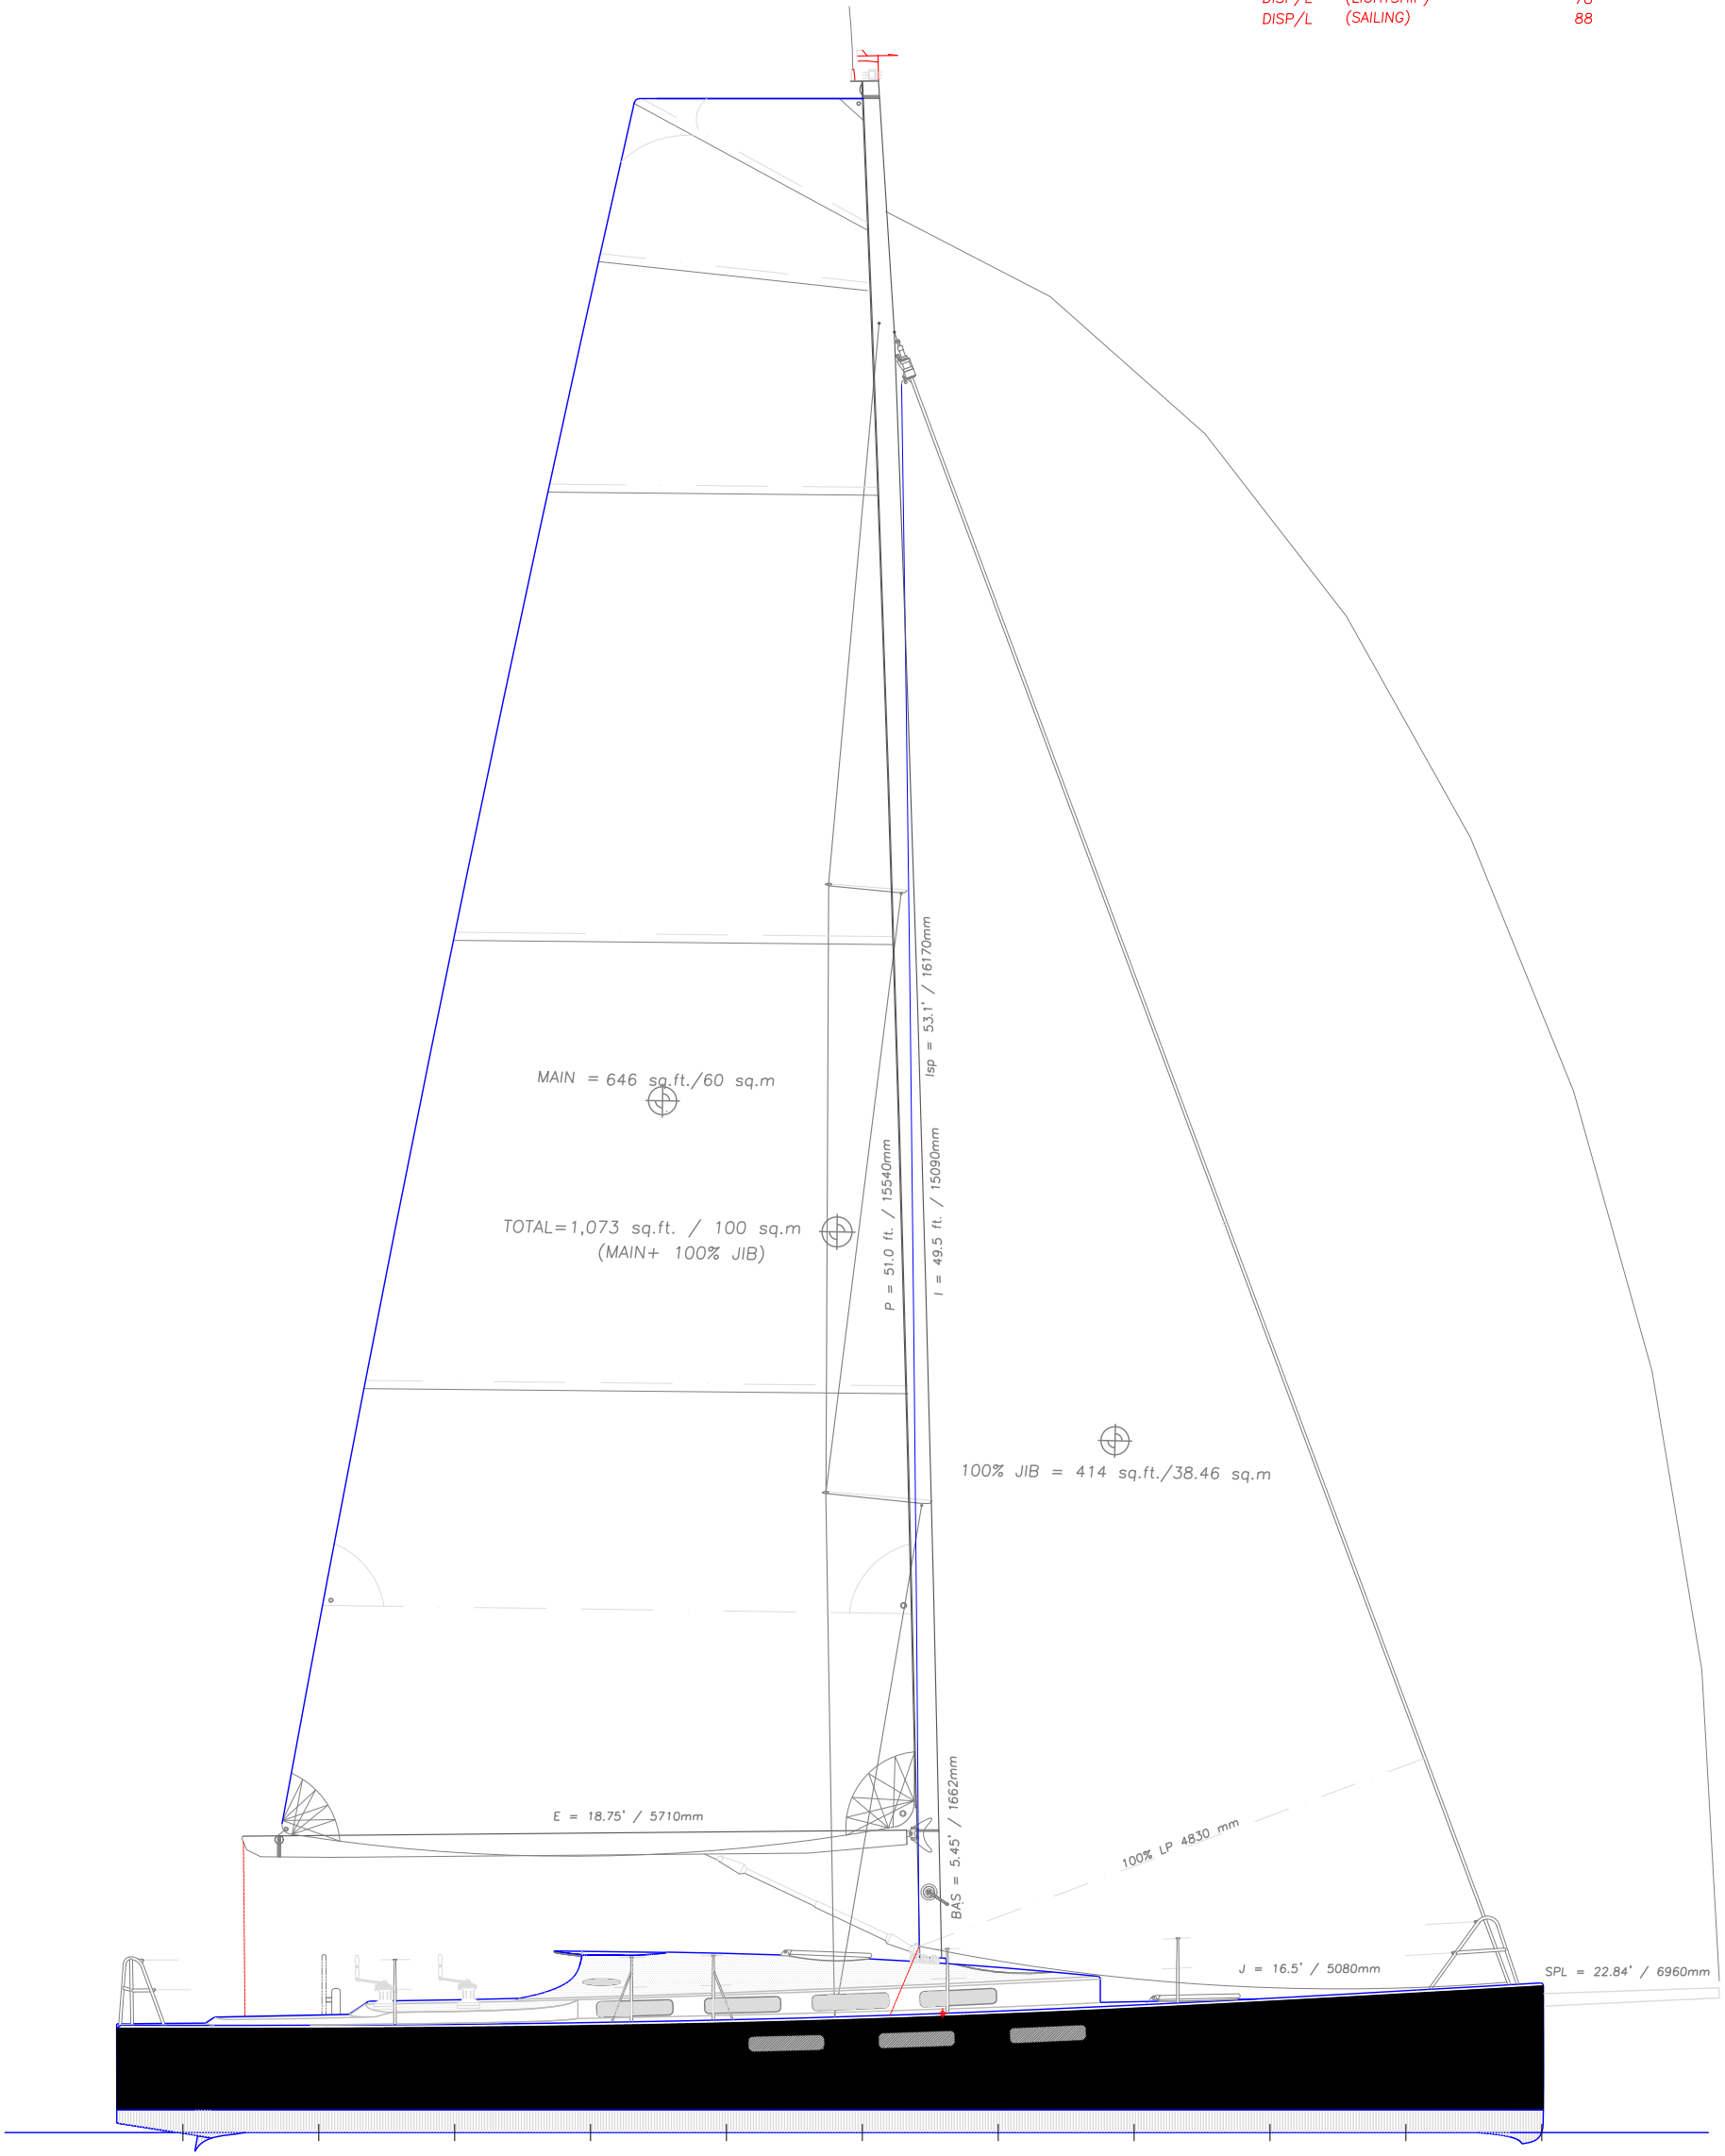 DISP/L (LIGHTSHIP) 78
DISP/L (SAILING) 88
Isp = 53.1' / 16170mm
MAIN = 646 sq.ft./60 sq.m
P = 51.0 ft. / 15540mm
I = 49.5 ft. / 15090mm
TOTAL=1,073 sq.ft. / 100 sq.m
(MAIN+ 100% JIB)
100% JIB = 414 sq.ft./38.46 sq.m
E = 18.75' / 5710mm
BAS = 5.45' / 1662mm
100% LP 4830 mm
J = 16.5' / 5080mm
SPL = 22.84' / 6960mm